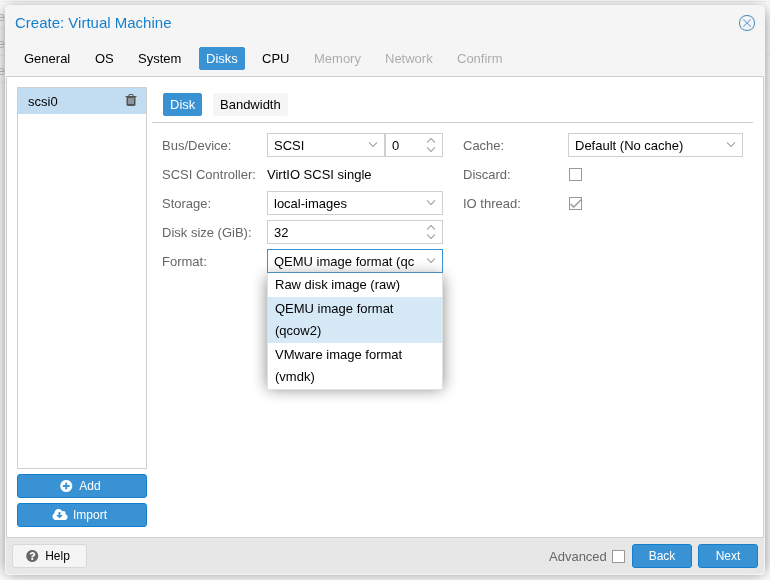 Create: Virtual Machine
General OS System Disks CPU Memory Network Confirm
scsi0
Disk Bandwidth
Bus/Device: SCSI 0 Cache: Default (No cache)
SCSI Controller: VirtIO SCSI single Discard:
Storage: local-images IO thread:
Disk size (GiB): 32
Format: QEMU image format (qc
Raw disk image (raw)
QEMU image format
(qcow2)
VMware image format
(vmdk)
Add
Import
Help Advanced Back Next